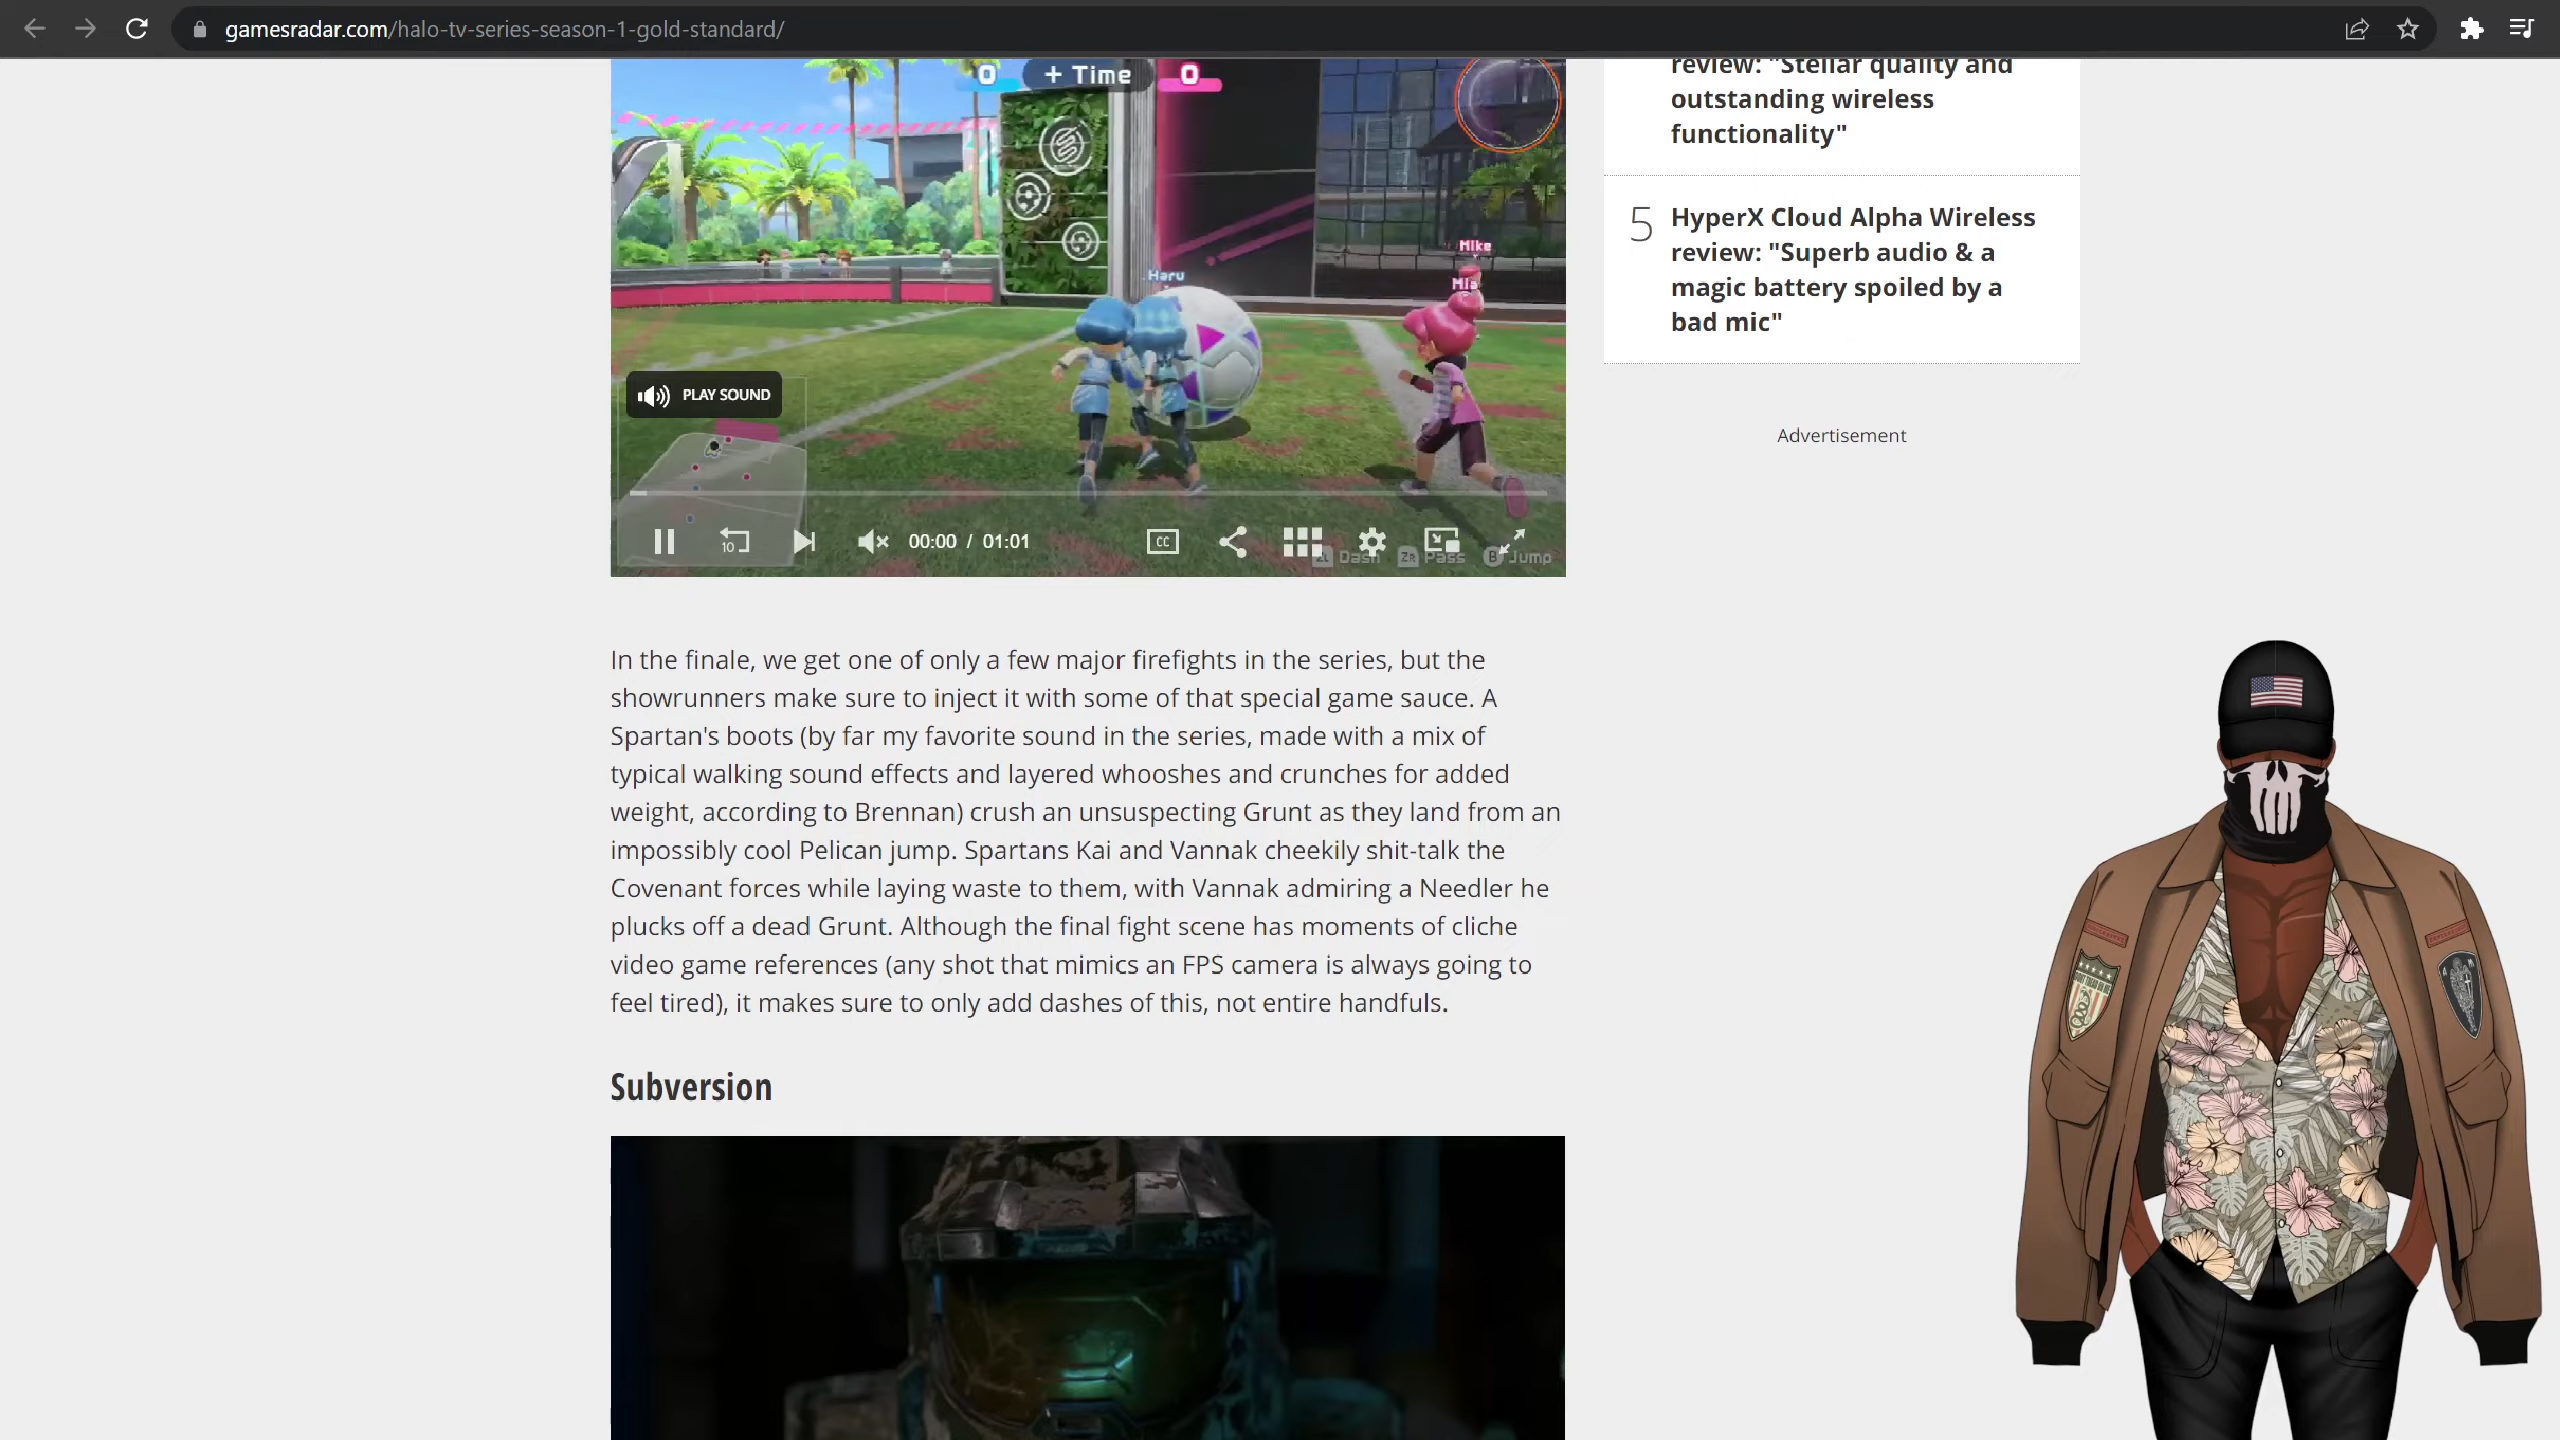 gamesradar.com/halo-tv-series-season-1-gold-standard/
0
+ Time
0
Mike
Mia
Haru
PLAY SOUND
10
00:00 / 01:01
CC
ZL Dash
ZR Pass
B Jump
In the finale, we get one of only a few major firefights in the series, but the
showrunners make sure to inject it with some of that special game sauce. A
Spartan's boots (by far my favorite sound in the series, made with a mix of
typical walking sound effects and layered whooshes and crunches for added
weight, according to Brennan) crush an unsuspecting Grunt as they land from an
impossibly cool Pelican jump. Spartans Kai and Vannak cheekily shit-talk the
Covenant forces while laying waste to them, with Vannak admiring a Needler he
plucks off a dead Grunt. Although the final fight scene has moments of cliche
video game references (any shot that mimics an FPS camera is always going to
feel tired), it makes sure to only add dashes of this, not entire handfuls.
Subversion
review: "Stellar quality and
outstanding wireless
functionality"
5
HyperX Cloud Alpha Wireless
review: "Superb audio & a
magic battery spoiled by a
bad mic"
Advertisement